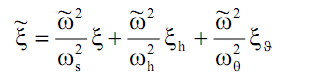 ξ̃ = ω̃²/ω_s² ξ + ω̃²/ω_h² ξ_h + ω̃²/ω_θ² ξ_ϑ